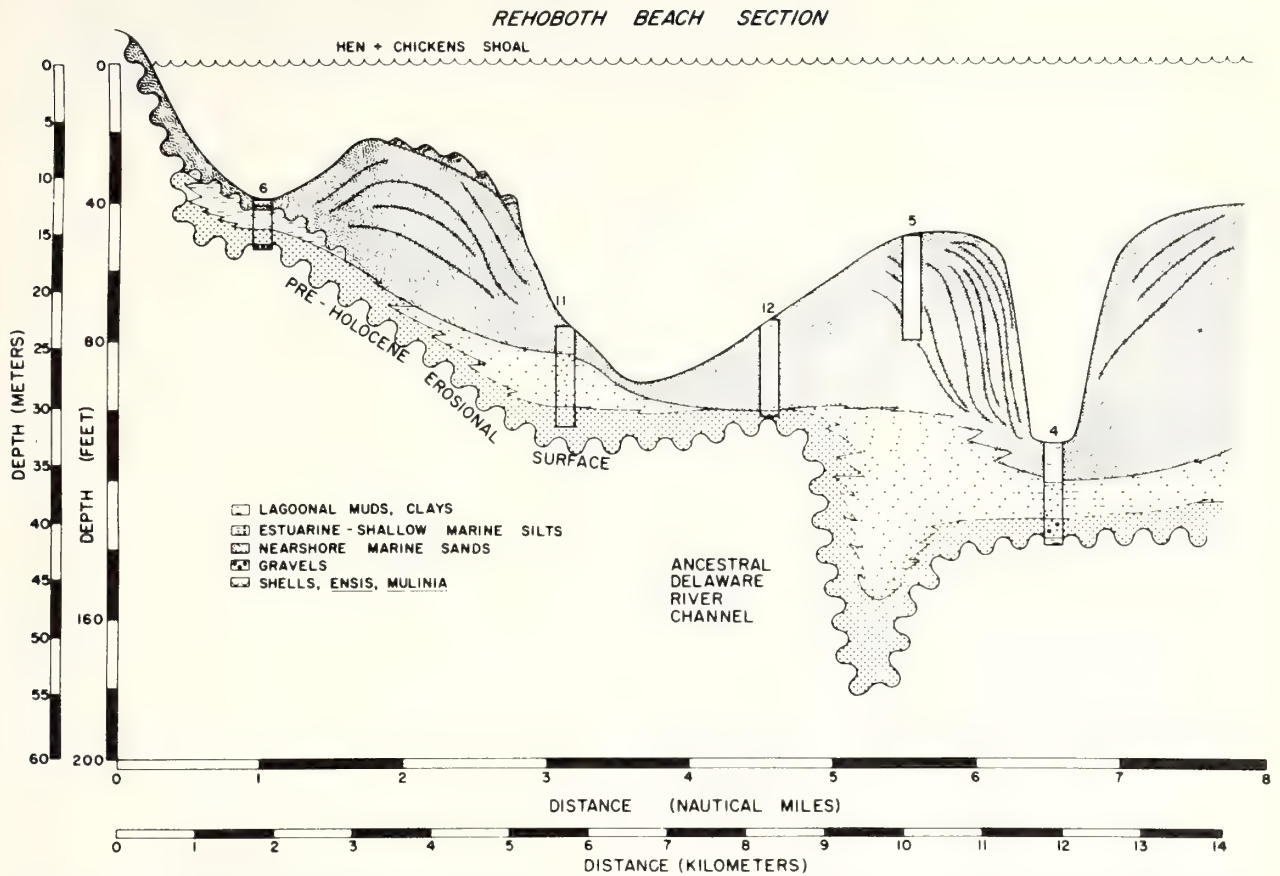 REHOBOTH BEACH SECTION
HEN + CHICKENS SHOAL
0
5
10
15
20
25
30
35
40
45
50
55
60
DEPTH (METERS)
0
40
80
160
200
DEPTH (FEET)
6
11
12
5
4
PRE-HOLOCENE EROSIONAL
SURFACE
LAGOONAL MUDS, CLAYS
ESTUARINE-SHALLOW MARINE SILTS
NEARSHORE MARINE SANDS
GRAVELS
SHELLS, ENSIS, MULINIA
ANCESTRAL
DELAWARE
RIVER
CHANNEL
0 1 2 3 4 5 6 7 8
DISTANCE (NAUTICAL MILES)
0 1 2 3 4 5 6 7 8 9 10 11 12 13 14
DISTANCE (KILOMETERS)